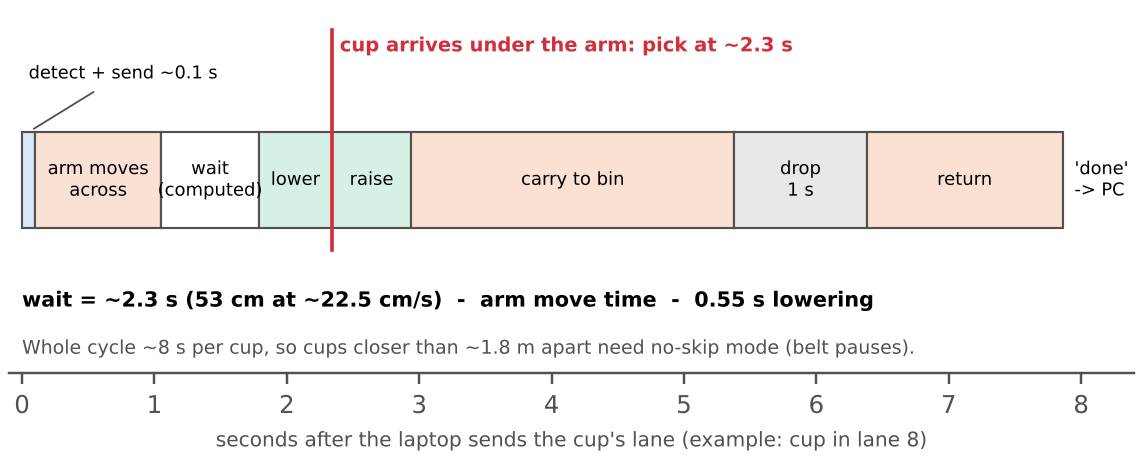 cup arrives under the arm: pick at ~2.3 s
detect + send ~0.1 s
arm moves
across
wait
(computed)
lower
raise
carry to bin
drop
1 s
return
'done'
-> PC
wait = ~2.3 s (53 cm at ~22.5 cm/s)  -  arm move time  -  0.55 s lowering
Whole cycle ~8 s per cup, so cups closer than ~1.8 m apart need no-skip mode (belt pauses).
0 1 2 3 4 5 6 7 8
seconds after the laptop sends the cup's lane (example: cup in lane 8)